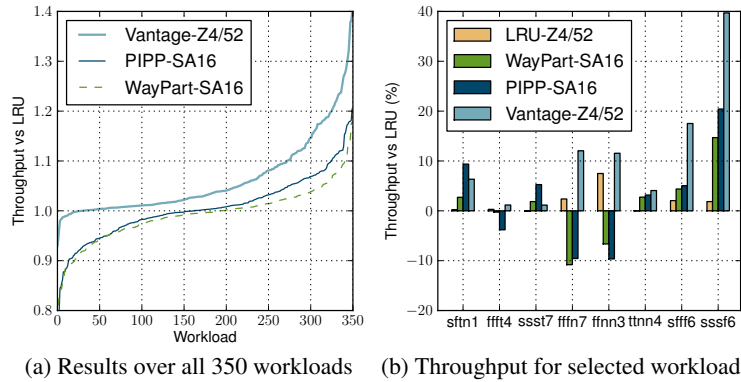 1.4
1.3
1.2
1.1
1.0
0.9
0.8
Throughput vs LRU
Vantage-Z4/52
PIPP-SA16
WayPart-SA16
0 50 100 150 200 250 300 350
Workload
(a) Results over all 350 workloads
40
30
20
10
0
−10
−20
Throughput vs LRU (%)
LRU-Z4/52
WayPart-SA16
PIPP-SA16
Vantage-Z4/52
sftn1 ffft4 ssst7 fffn7 ffnn3 ttnn4 sfff6 sssf6
(b) Throughput for selected workload